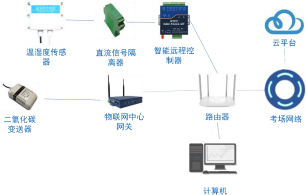 云平台
温湿度传感
器
直流信号隔
离器
智能远程控
制器
二氧化碳
变送器
物联网中心
网关
路由器
考场网络
计算机